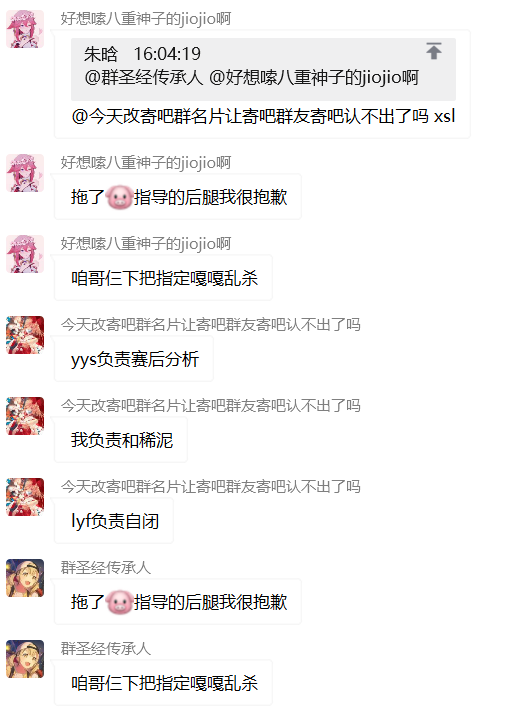 好想嗦八重神子的jiojio啊
朱晗 16:04:19
@群圣经传承人 @好想嗦八重神子的jiojio啊
@今天改寄吧群名片让寄吧群友寄吧认不出了吗 xsl
好想嗦八重神子的jiojio啊
拖了🐷指导的后腿我很抱歉
好想嗦八重神子的jiojio啊
咱哥仨下把指定嘎嘎乱杀
今天改寄吧群名片让寄吧群友寄吧认不出了吗
yys负责赛后分析
今天改寄吧群名片让寄吧群友寄吧认不出了吗
我负责和稀泥
今天改寄吧群名片让寄吧群友寄吧认不出了吗
lyf负责自闭
群圣经传承人
拖了🐷指导的后腿我很抱歉
群圣经传承人
咱哥仨下把指定嘎嘎乱杀